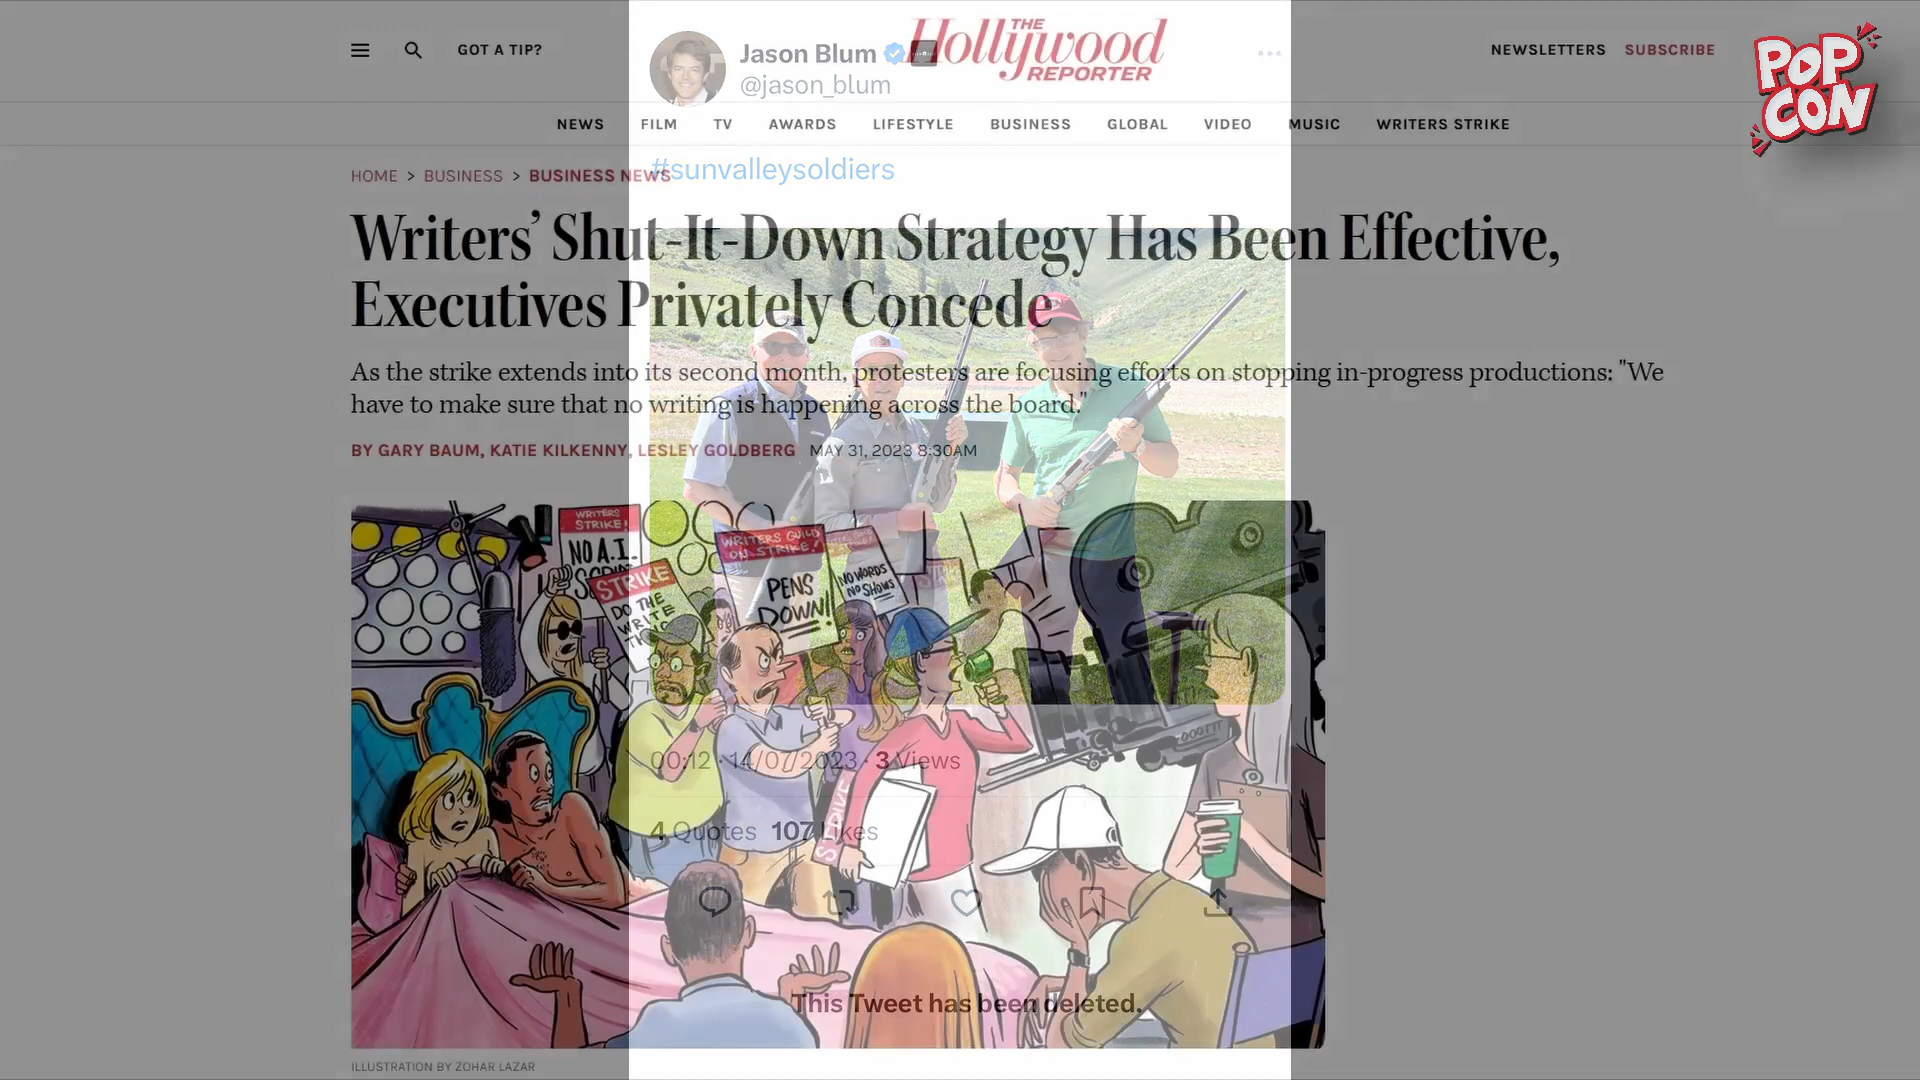 GOT A TIP?
THE
Hollywood
REPORTER
NEWSLETTERS SUBSCRIBE
POP
CON
Jason Blum
@jason_blum
NEWS FILM TV AWARDS LIFESTYLE BUSINESS GLOBAL VIDEO MUSIC WRITERS STRIKE
HOME > BUSINESS > BUSINESS NEWS
#sunvalleysoldiers
Writers’ Shut-It-Down Strategy Has Been Effective,
Executives Privately Concede
As the strike extends into its second month, protesters are focusing efforts on stopping in-progress productions: "We
have to make sure that no writing is happening across the board."
BY GARY BAUM, KATIE KILKENNY, LESLEY GOLDBERG MAY 31, 2023 8:30AM
WRITERS
STRIKE!
NO A.I.
STRIKE
DO THE
WRITE
WRITERS GUILD
ON STRIKE!
PENS
DOWN!
NO WORDS
NO SHOWS
00:12 · 14/07/2023 · 3 Views
4 Quotes 107 Likes
This Tweet has been deleted.
ILLUSTRATION BY ZOHAR LAZAR